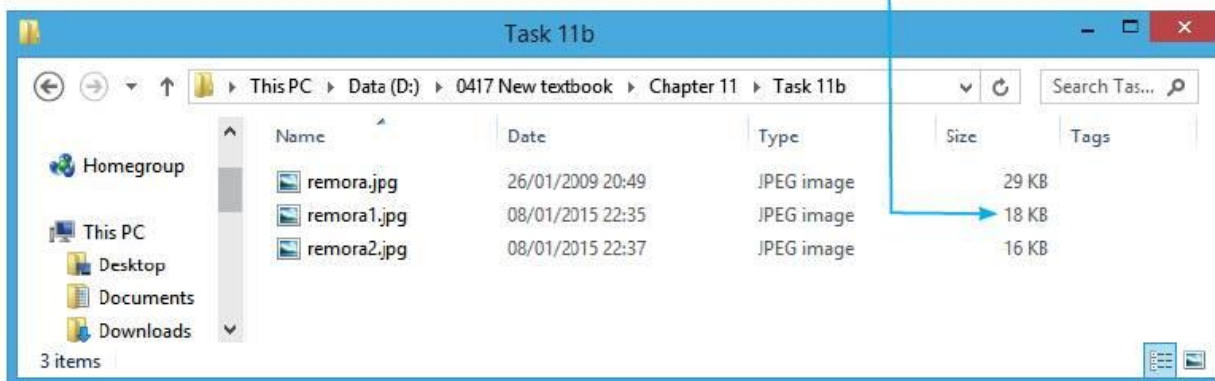 Task 11b
This PC ▸ Data (D:) ▸ 0417 New textbook ▸ Chapter 11 ▸ Task 11b
Search Tas...
Name Date Type Size Tags
Homegroup
This PC
Desktop
Documents
Downloads
remora.jpg 26/01/2009 20:49 JPEG image 29 KB
remora1.jpg 08/01/2015 22:35 JPEG image 18 KB
remora2.jpg 08/01/2015 22:37 JPEG image 16 KB
3 items